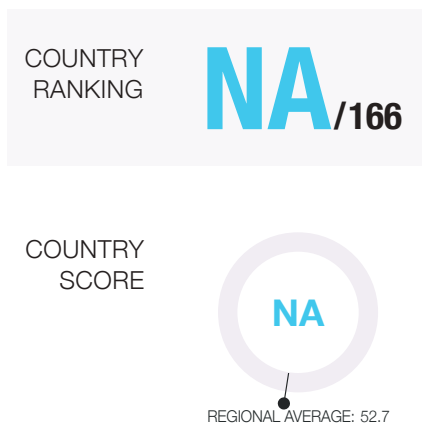 COUNTRY
RANKING
NA/166
COUNTRY
SCORE
NA
REGIONAL AVERAGE: 52.7